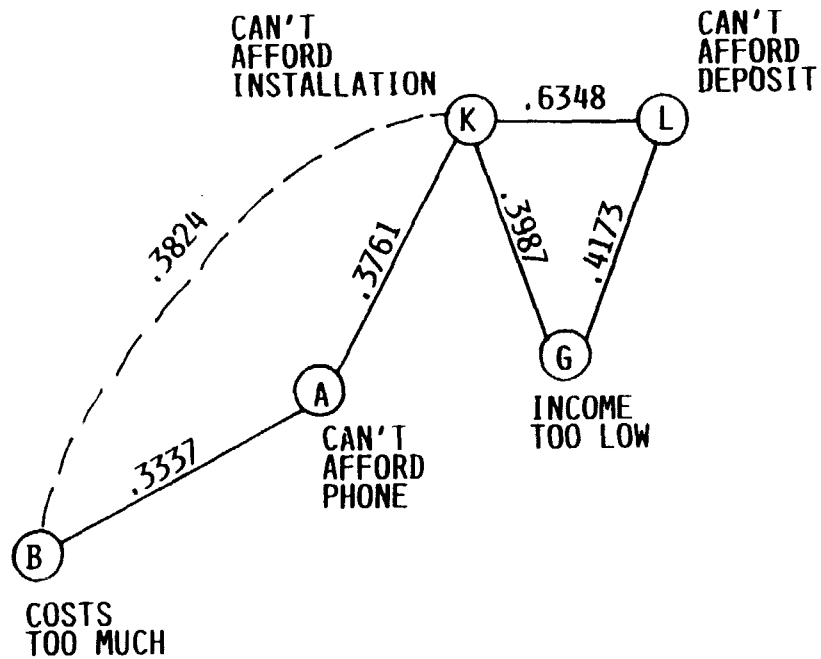 CAN'T
AFFORD
INSTALLATION
CAN'T
AFFORD
DEPOSIT
K
.6348
L
.3824
.3761
.3987
.4173
G
A
INCOME
TOO LOW
CAN'T
AFFORD
PHONE
.3337
B
COSTS
TOO MUCH